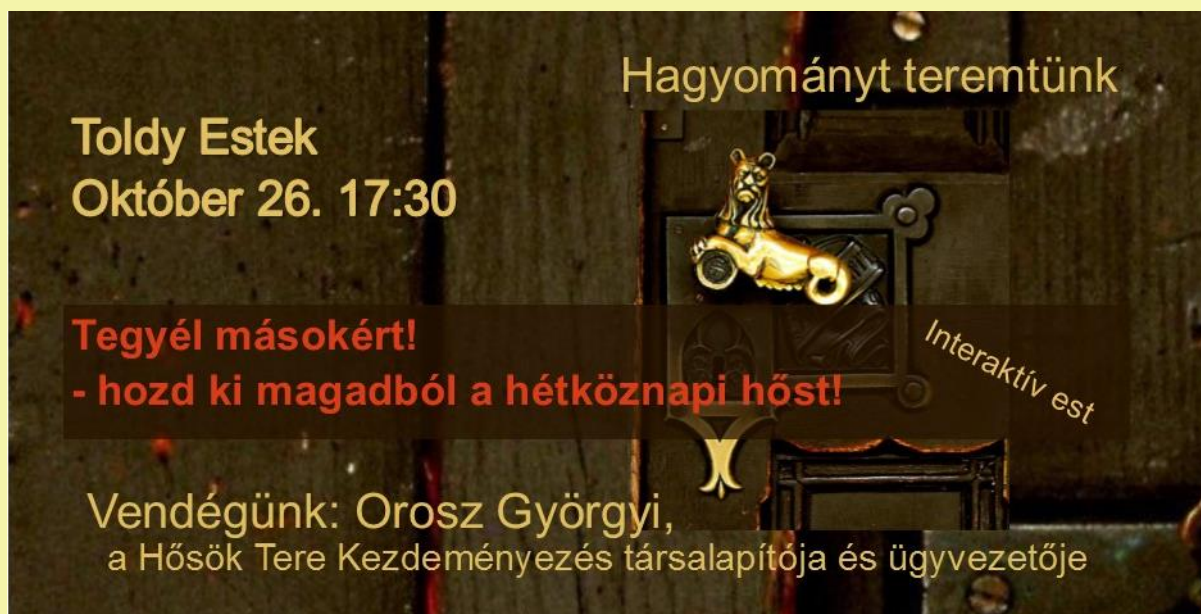 Hagyományt teremtünk
Toldy Estek
Október 26. 17:30
Tegyél másokért!
- hozd ki magadból a hétköznapi hőst!
Interaktív est
Vendégünk: Orosz Györgyi,
a Hősök Tere Kezdeményezés társalapítója és ügyvezetője